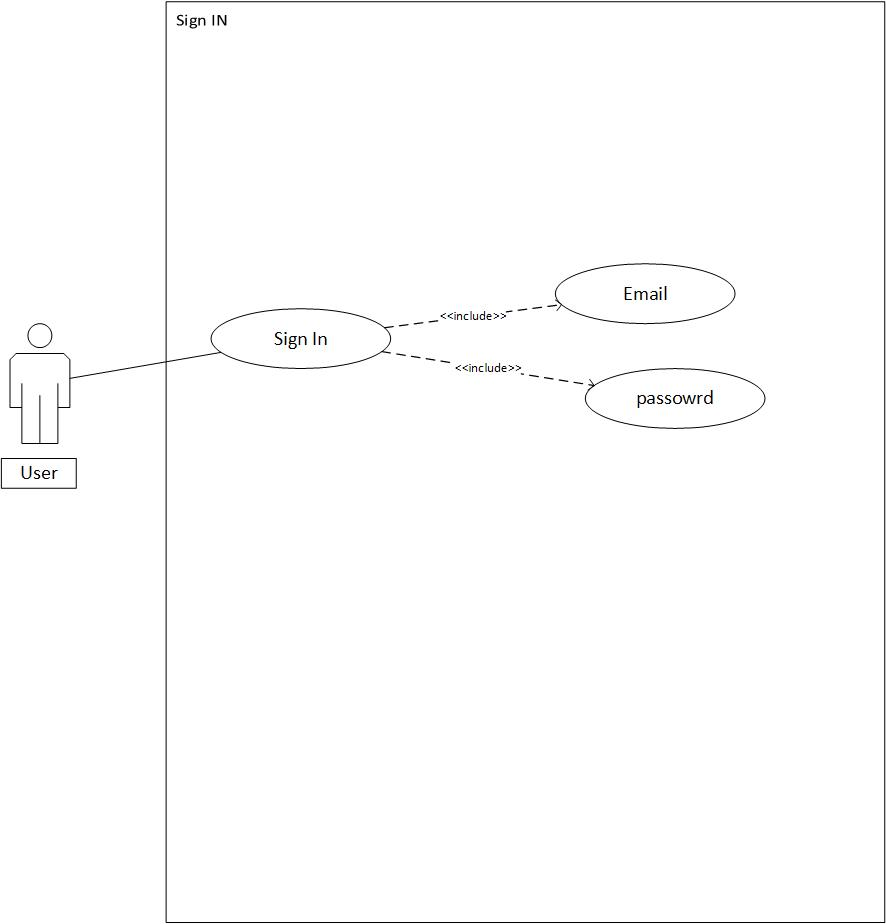 Sign IN
Email
<<include>>
Sign In
<<include>>
passowrd
User